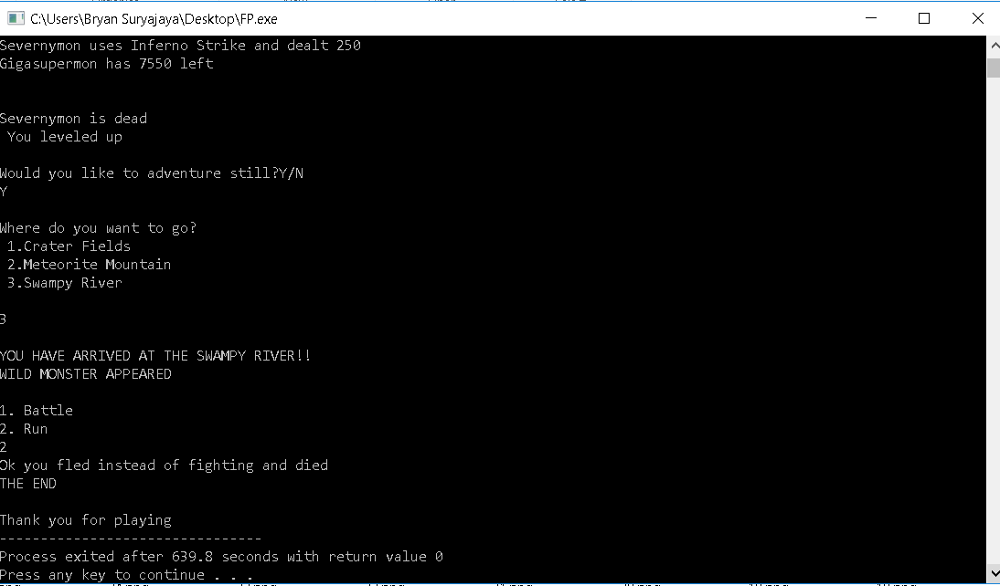 C:\Users\Bryan Suryajaya\Desktop\FP.exe
Severnymon uses Inferno Strike and dealt 250
Gigasupermon has 7550 left
Severnymon is dead
You leveled up
Would you like to adventure still?Y/N
Y
Where do you want to go?
1.Crater Fields
2.Meteorite Mountain
3.Swampy River
3
YOU HAVE ARRIVED AT THE SWAMPY RIVER!!
WILD MONSTER APPEARED
1. Battle
2. Run
2
Ok you fled instead of fighting and died
THE END
Thank you for playing
--------------------------------
Process exited after 639.8 seconds with return value 0
Press any key to continue . . .